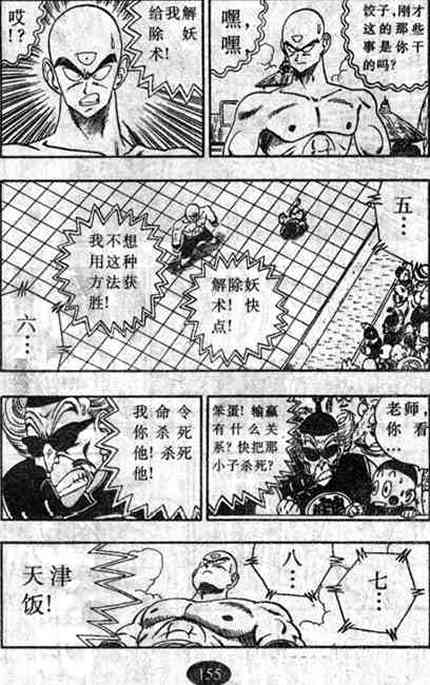 饺子,刚才
这的那些
事是你干
的吗?
嘿,
嘿,
给我解
除妖
术!
哎
!?
五…
解除妖
术!快
点!
我不想
用这种
方法获
胜!
六…
老师,
你看
…
笨蛋!输赢
有什么关
系?快把那
小子杀死?
我命令
你杀死
他!杀死
他!
七…
八…
天津
饭!
155